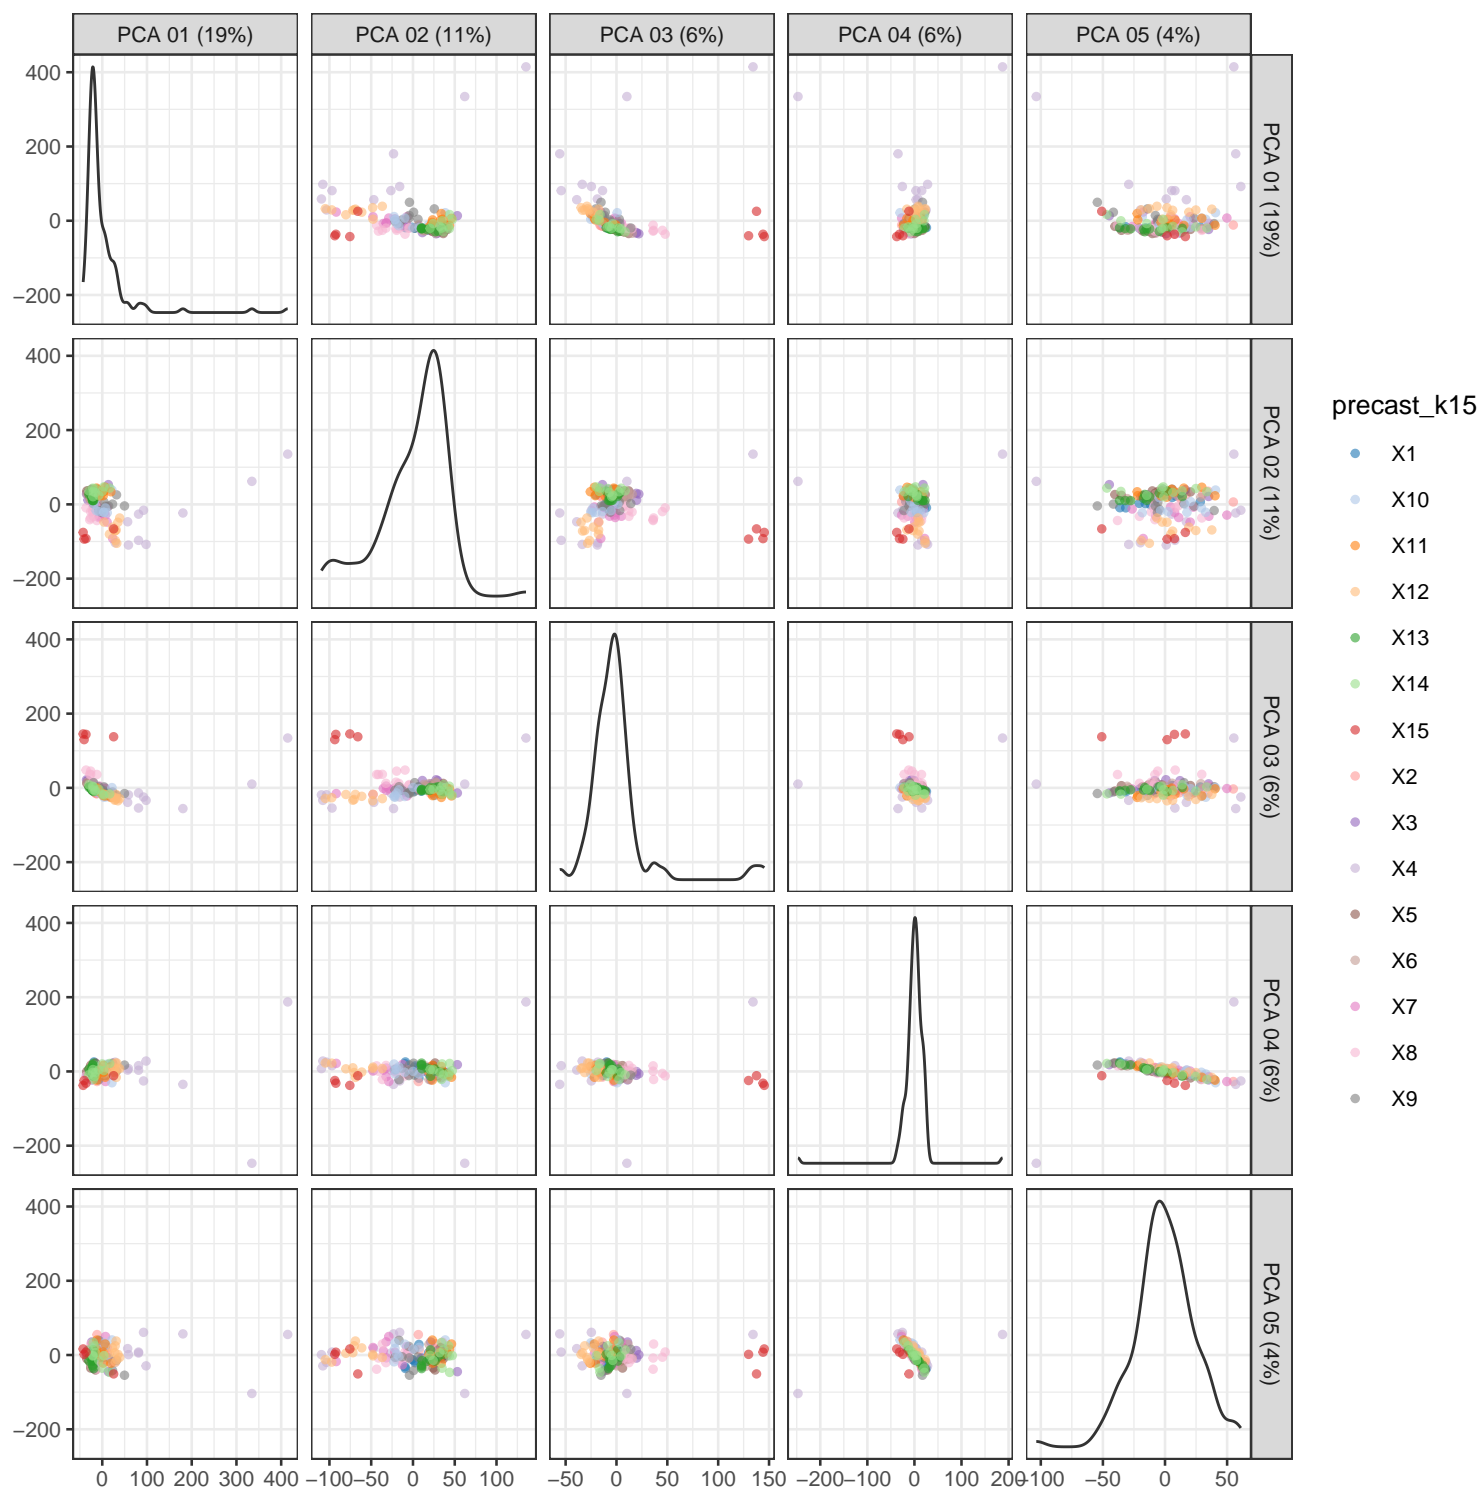 PCA 01 (19%) PCA 02 (11%) PCA 03 (6%) PCA 04 (6%) PCA 05 (4%)
400
200
0
−200
PCA 01 (19%)
400
200
0
−200
PCA 02 (11%)
400
200
0
−200
PCA 03 (6%)
400
200
0
−200
PCA 04 (6%)
400
200
0
−200
PCA 05 (4%)
0 100 200 300 400 −100 −50 0 50 100 −50 0 50 100 150 −200 −100 0 100 200 −100 −50 0 50
precast_k15
X1
X10
X11
X12
X13
X14
X15
X2
X3
X4
X5
X6
X7
X8
X9